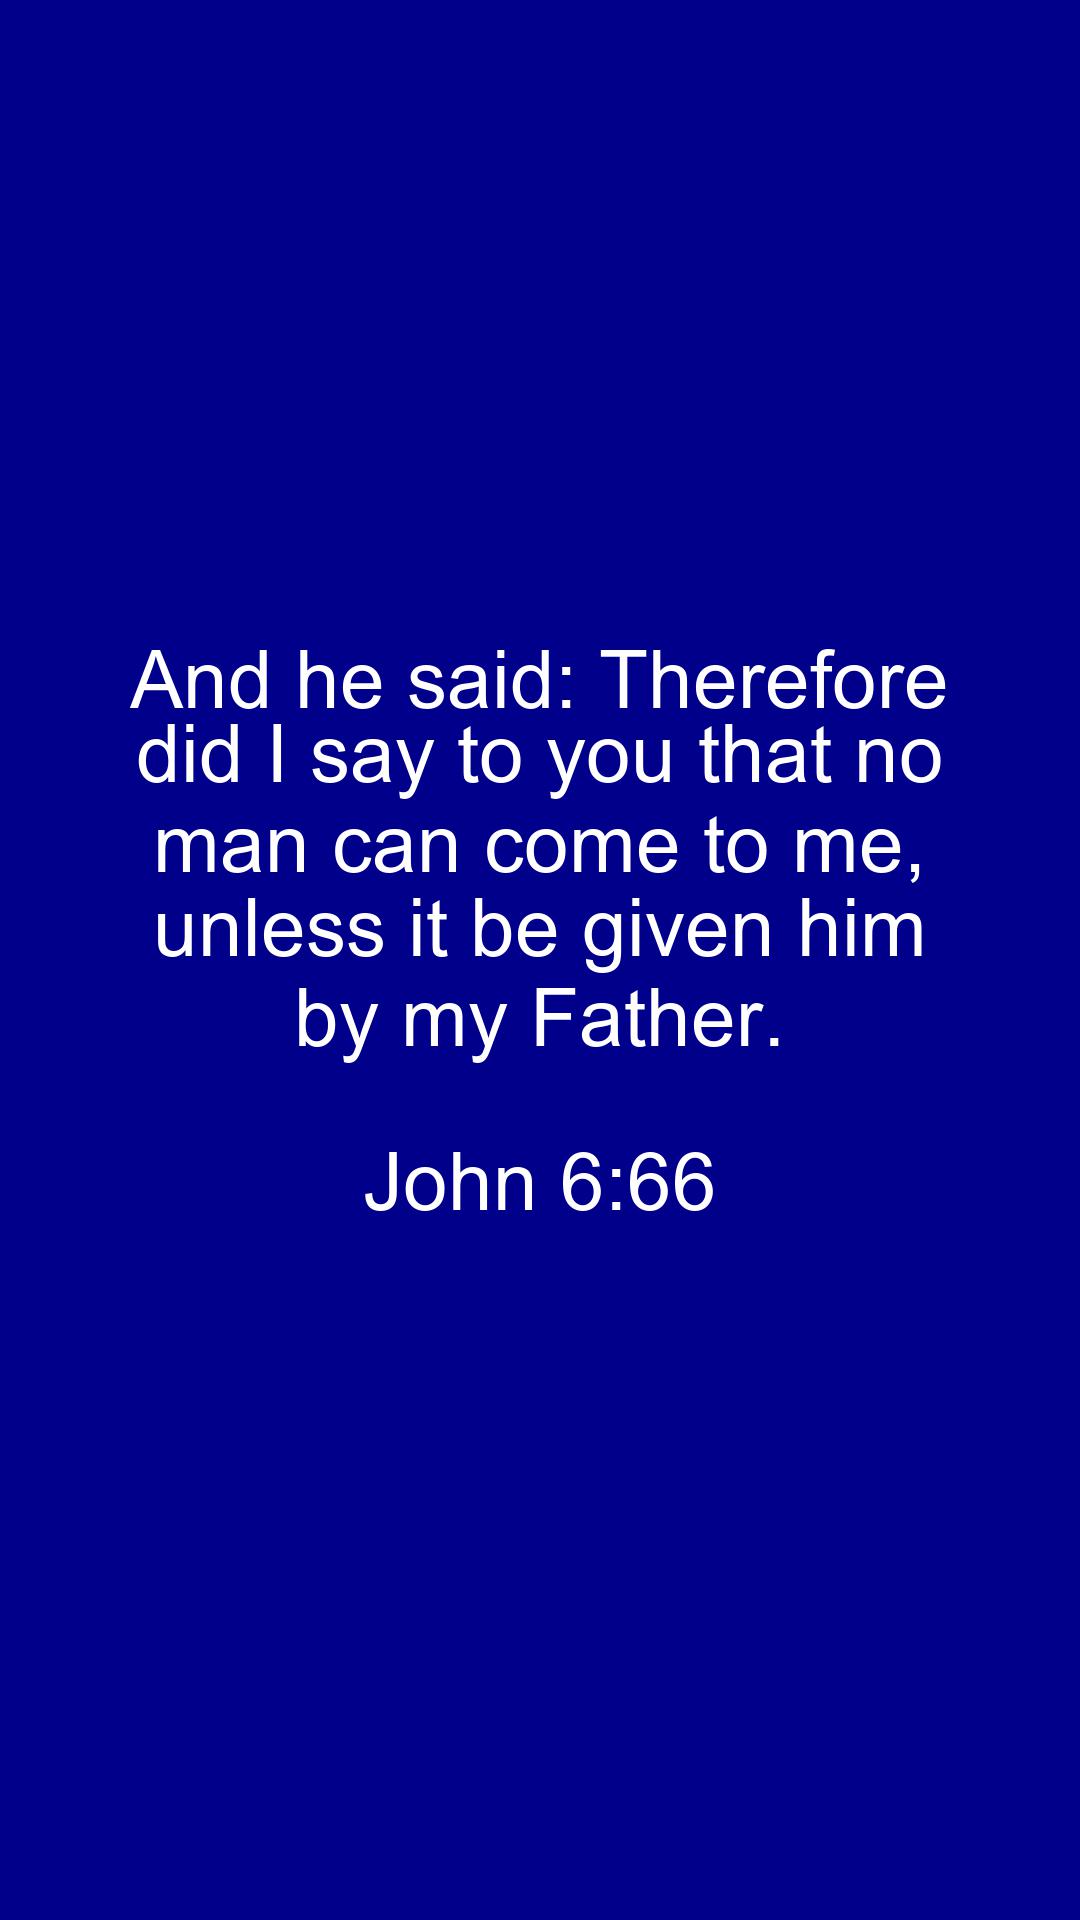 And he said: Therefore
did I say to you that no
man can come to me,
unless it be given him
by my Father.
John 6:66